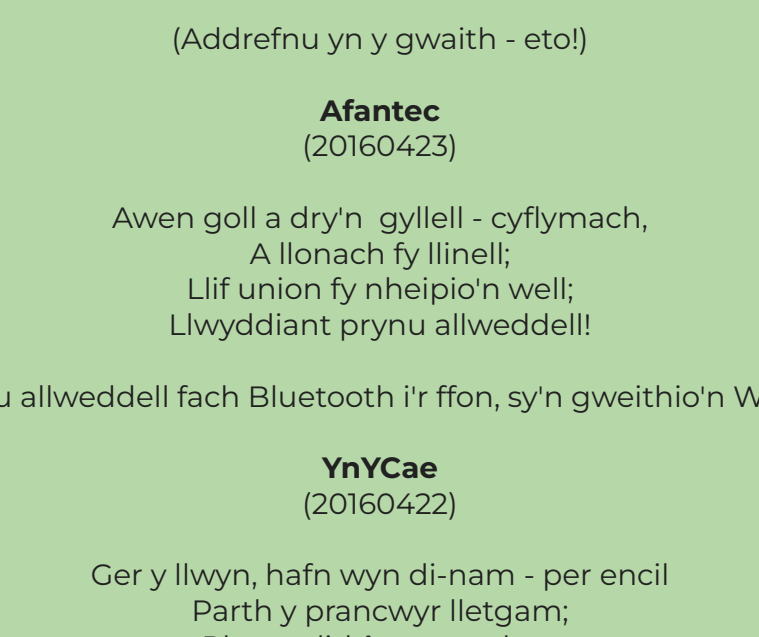 (Addrefnu yn y gwaith - eto!)
Afantec
(20160423)
Awen goll a dry'n gyllell - cyflymach,
A llonach fy llinell;
Llif union fy nheipio'n well;
Llwyddiant prynu allweddell!
allweddell fach Bluetooth i'r ffon, sy'n gweithio'n
YnYCae
(20160422)
Ger y llwyn, hafn wyn di-nam - per encil
Parth y prancwyr lletgam;